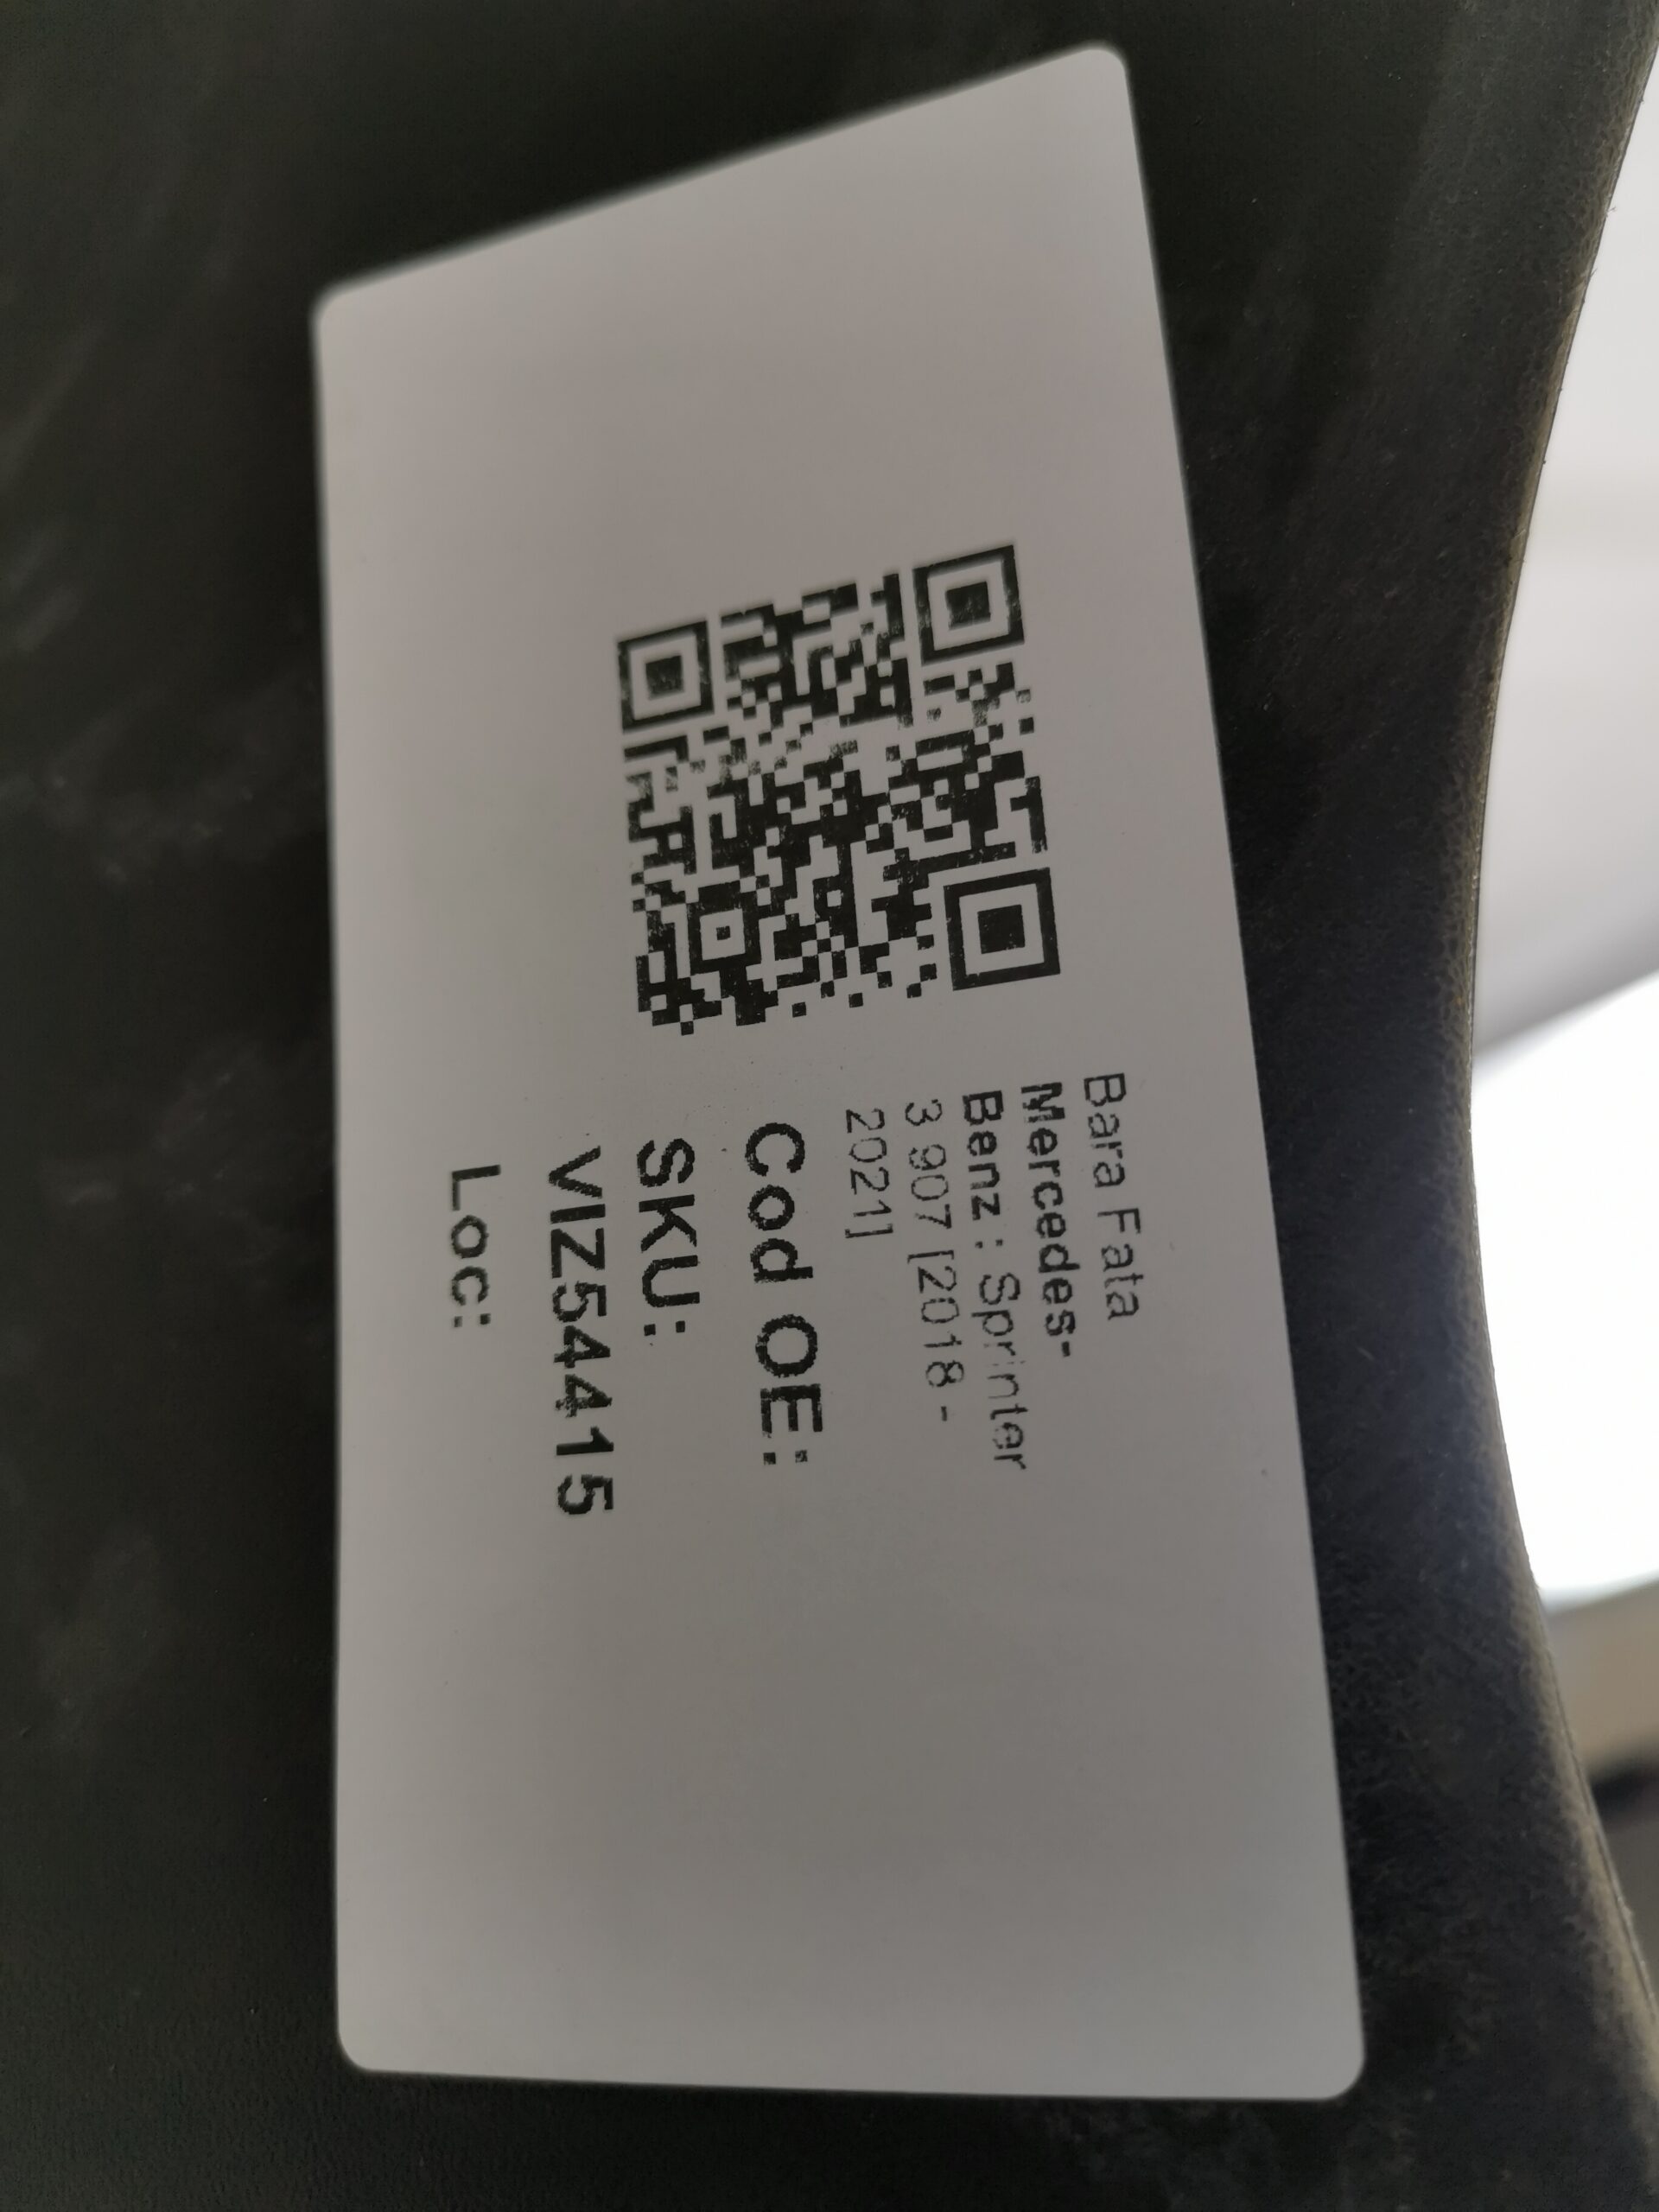 Bara Fata
Mercedes-
Benz : Sprinter
3 907 [2018 -
2021]
Cod OE:
SKU:
VIZ54415
Loc: